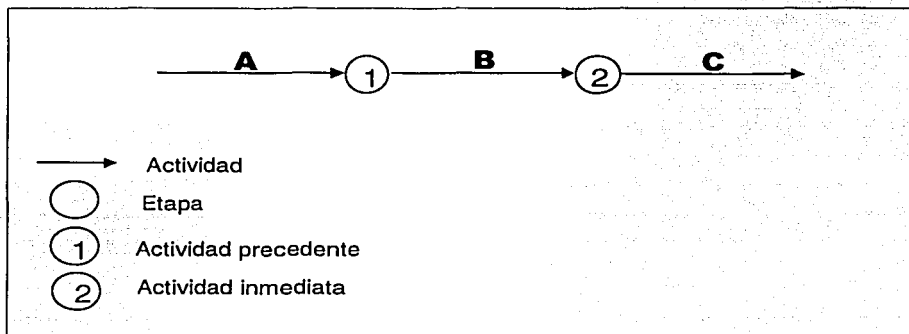 A B C
1 2
Actividad
Etapa
1 Actividad precedente
2 Actividad inmediata